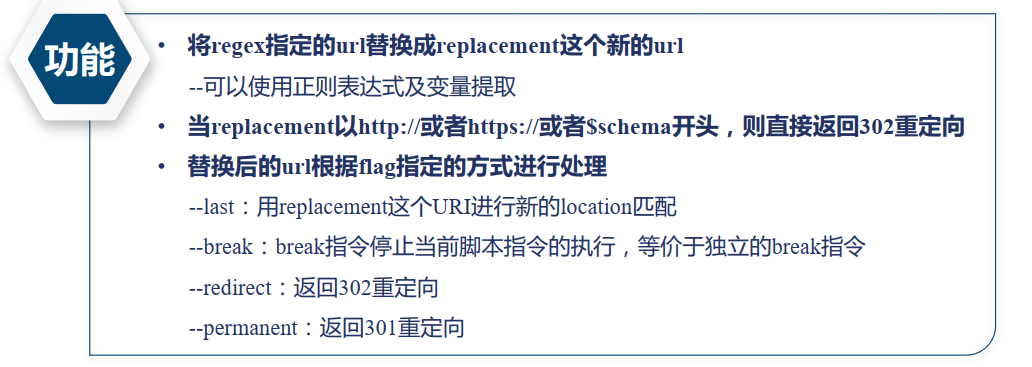 功能
• 将regex指定的url替换成replacement这个新的url
--可以使用正则表达式及变量提取
• 当replacement以http://或者https://或者$schema开头，则直接返回302重定向
• 替换后的url根据flag指定的方式进行处理
--last：用replacement这个URI进行新的location匹配
--break：break指令停止当前脚本指令的执行，等价于独立的break指令
--redirect：返回302重定向
--permanent：返回301重定向